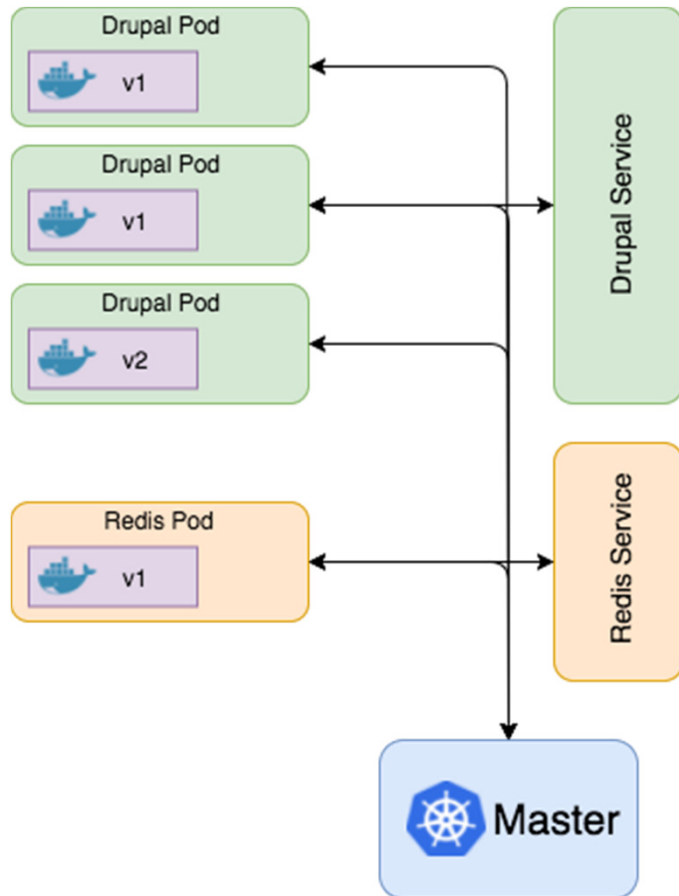 Drupal Pod
v1
Drupal Pod
v1
Drupal Pod
v2
Drupal Service
Redis Pod
v1
Redis Service
Master